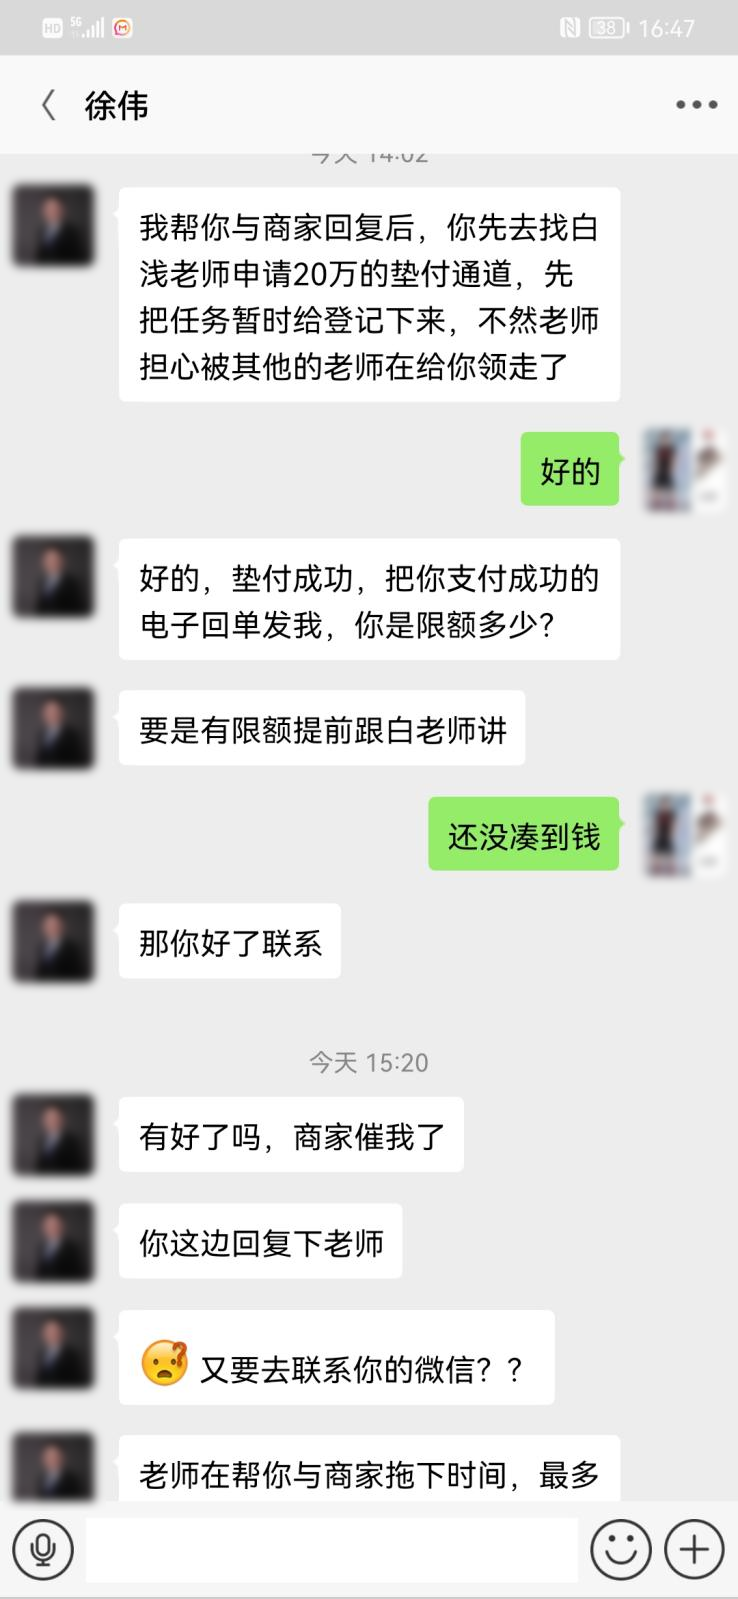 HD 5G 38 16:47
徐伟
今天 14:02
我帮你与商家回复后，你先去找白
浅老师申请20万的垫付通道，先
把任务暂时给登记下来，不然老师
担心被其他的老师在给你领走了
好的
好的，垫付成功，把你支付成功的
电子回单发我，你是限额多少？
要是有限额提前跟白老师讲
还没凑到钱
那你好了联系
今天 15:20
有好了吗，商家催我了
你这边回复下老师
又要去联系你的微信？？
老师在帮你与商家拖下时间，最多